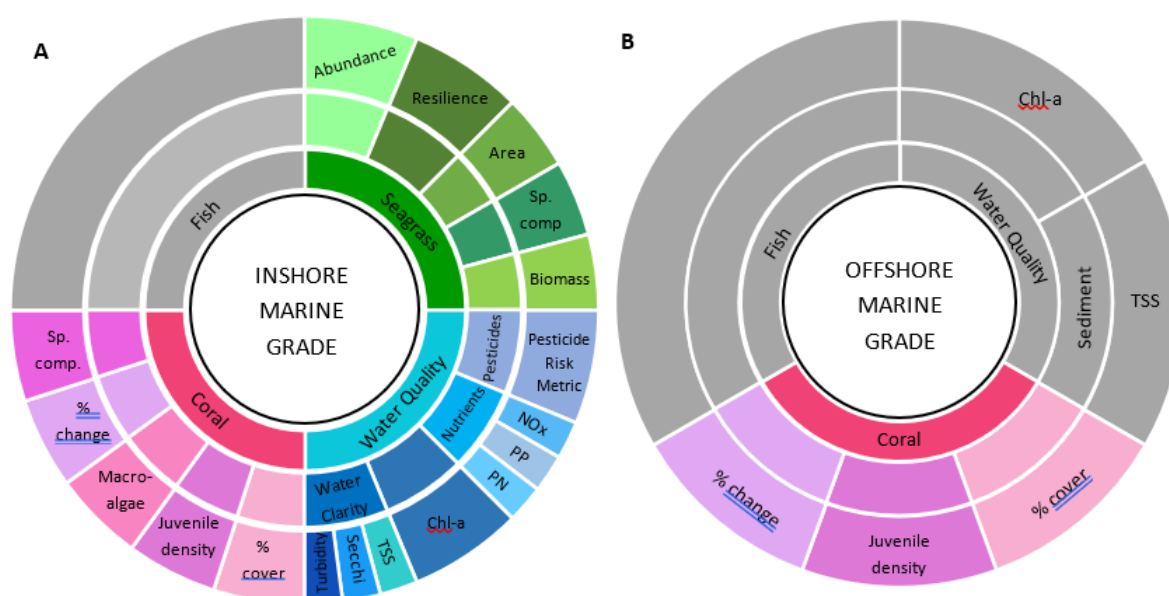 A
INSHORE
MARINE
GRADE
Fish
Seagrass
Water Quality
Coral
Abundance
Resilience
Area
Sp.
comp
Biomass
Pesticides
Pesticide
Risk
Metric
Nutrients
NOx
PP
PN
Chl-a
Water
Clarity
TSS
Secchi
Turbidity
%
cover
Juvenile
density
Macro-
algae
%
change
Sp.
comp.
B
OFFSHORE
MARINE
GRADE
Fish
Water Quality
Coral
Chl-a
Sediment
TSS
% cover
Juvenile
density
% change